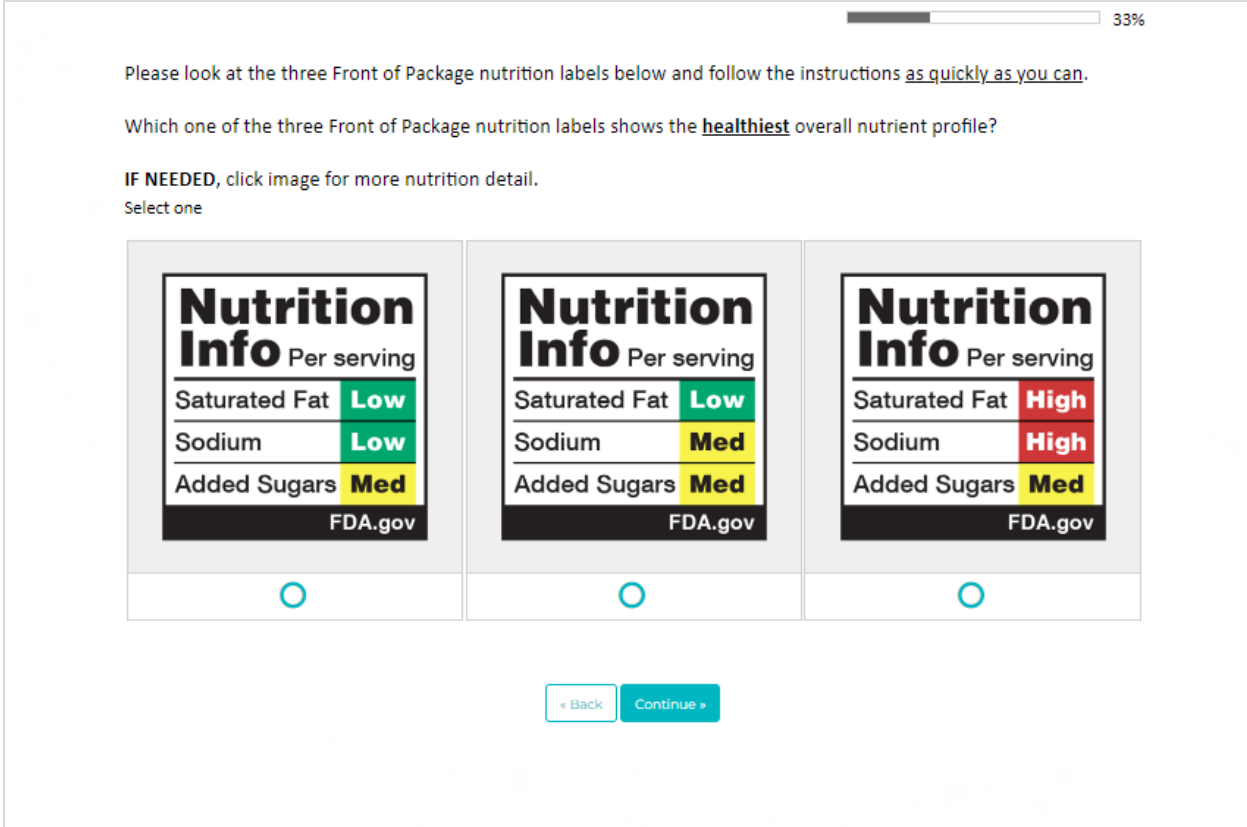 33%
Please look at the three Front of Package nutrition labels below and follow the instructions as quickly as you can.
Which one of the three Front of Package nutrition labels shows the healthiest overall nutrient profile?
IF NEEDED, click image for more nutrition detail.
Select one
Nutrition
Info Per serving
Saturated Fat Low
Sodium Low
Added Sugars Med
FDA.gov
Nutrition
Info Per serving
Saturated Fat Low
Sodium Med
Added Sugars Med
FDA.gov
Nutrition
Info Per serving
Saturated Fat High
Sodium High
Added Sugars Med
FDA.gov
« Back
Continue »